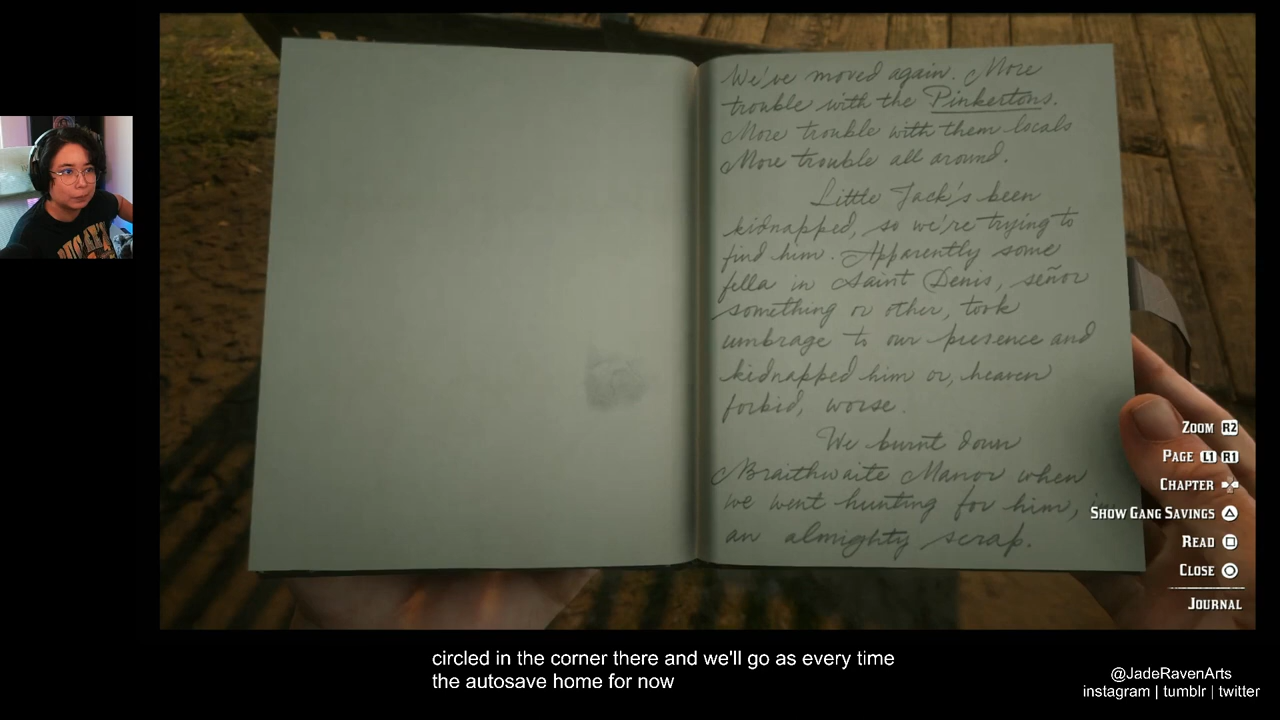 We've moved again. More
trouble with the Pinkertons.
More trouble with them locals
More trouble all around.
Little Jack's been
kidnapped, so we're trying to
find him. Apparently some
fella in Saint Denis, señor
something or other, took
umbrage to our presence and
kidnapped him or, heaven
forbid, worse.
We burnt down
Braithwaite Manor when
we went hunting for him, in
an almighty scrap.
ZOOM R2
PAGE L1 R1
CHAPTER
SHOW GANG SAVINGS
READ
CLOSE
JOURNAL
circled in the corner there and we'll go as every time
the autosave home for now
@JadeRavenArts
instagram | tumblr | twitter